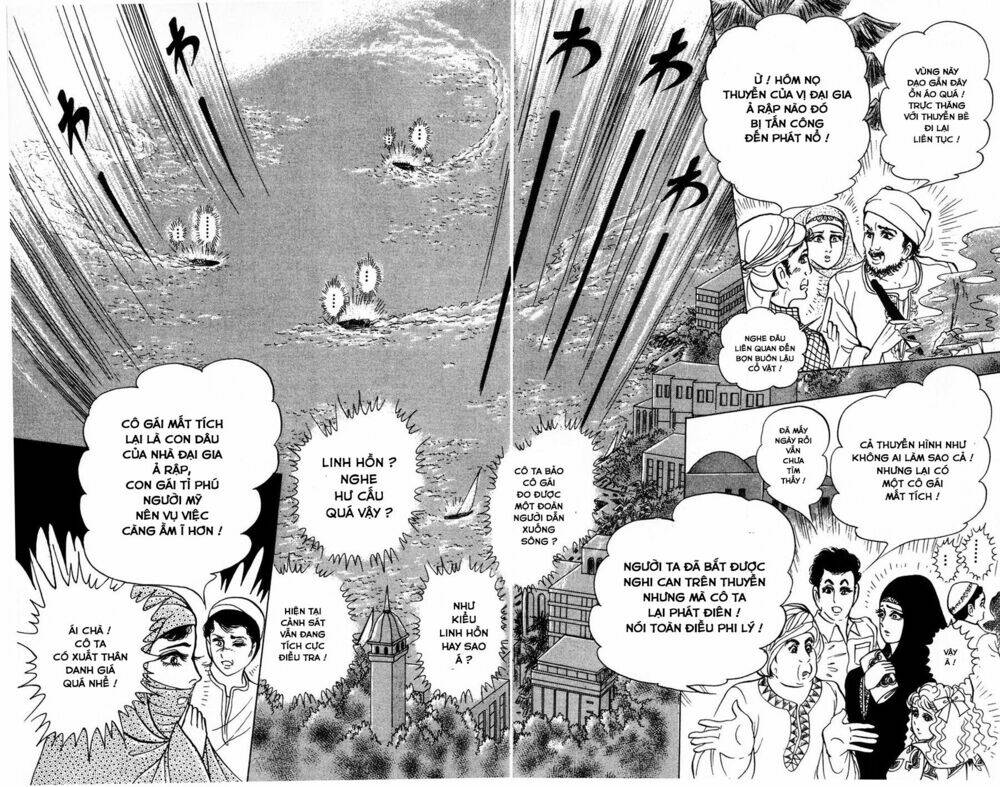 VÙNG NÀY
DẠO GẦN ĐÂY
ỒN ÀO QUÁ !
TRỰC THĂNG
VỚI THUYỀN BÈ
ĐI LẠI
LIÊN TỤC !
Ừ ! HÔM NỌ
THUYỀN CỦA VỊ ĐẠI GIA
Ả RẬP NÀO ĐÓ
BỊ TẤN CÔNG
ĐẾN PHÁT NỔ !
NGHE ĐÂU
LIÊN QUAN ĐẾN
BỌN BUÔN LẬU
CỔ VẬT !
CẢ THUYỀN HÌNH NHƯ
KHÔNG AI LÀM SAO CẢ !
NHƯNG LẠI CÓ
MỘT CÔ GÁI
MẤT TÍCH !
ĐÃ MẤY
NGÀY RỒI
VẪN
CHƯA
TÌM
THẤY !
NGƯỜI TA ĐÃ BẮT ĐƯỢC
NGHI CAN TRÊN THUYỀN
NHƯNG MÀ CÔ TA
LẠI PHÁT ĐIÊN !
NÓI TOÀN ĐIỀU PHI LÝ !
VẬY
À !
わ
わ
わ
わ
わ
わ
CÔ TA BẢO
CÔ GÁI
ĐÓ ĐƯỢC
MỘT ĐOÀN
NGƯỜI DẪN
XUỐNG
SÔNG ?
LINH HỒN ?
NGHE
HƯ CẤU
QUÁ VẬY ?
NHƯ
KIỂU
LINH HỒN
HAY SAO
Á ?
HIỆN TẠI
CẢNH SÁT
VẪN ĐANG
TÍCH CỰC
ĐIỀU TRA !
CÔ GÁI MẤT TÍCH
LẠI LÀ CON DÂU
CỦA NHÀ ĐẠI GIA
Ả RẬP,
CON GÁI TỈ PHÚ
NGƯỜI MỸ
NÊN VỤ VIỆC
CÀNG ẦM Ĩ HƠN !
ÁI CHÀ !
CÔ TA
CÓ XUẤT THÂN
DANH GIÁ
QUÁ NHỈ !